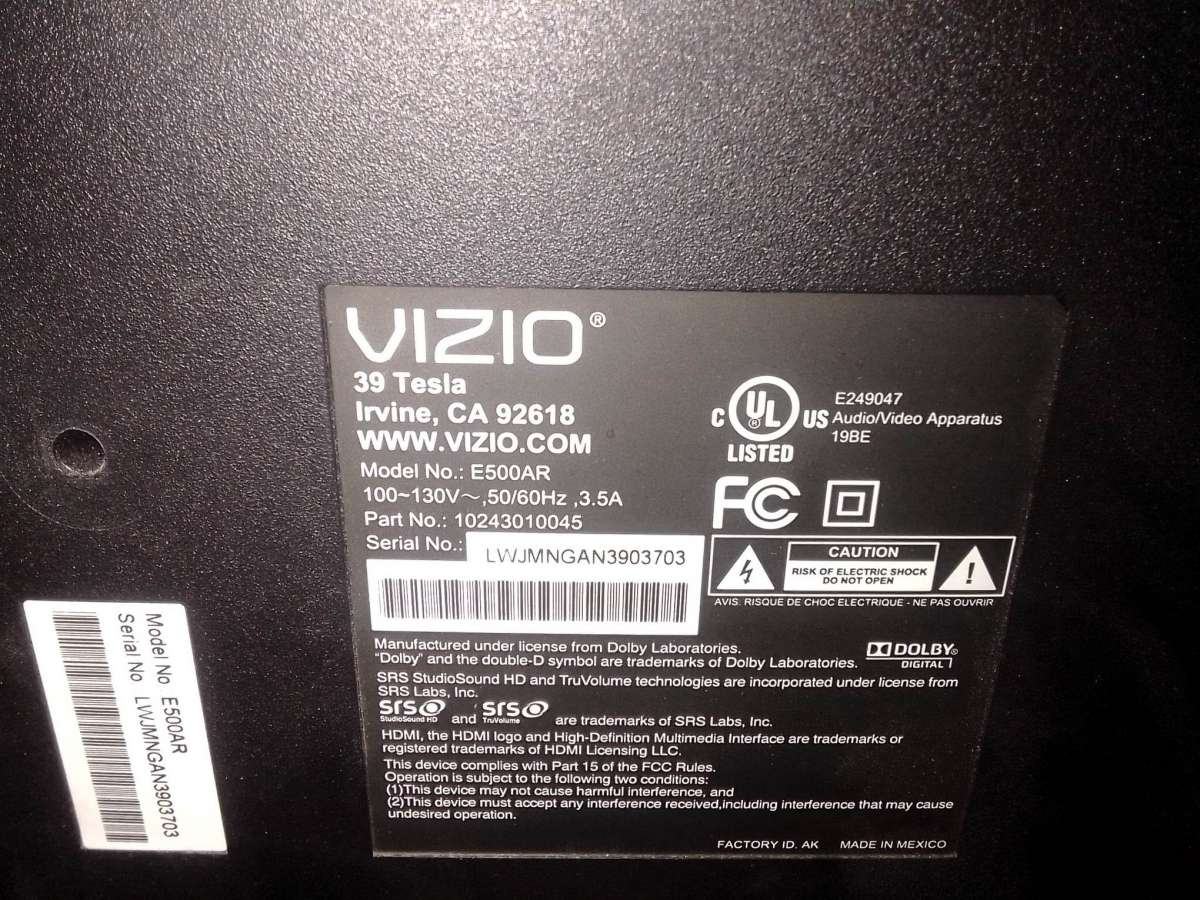 VIZIO®
39 Tesla
Irvine, CA 92618
WWW.VIZIO.COM
Model No.: E500AR
100~130V～,50/60Hz ,3.5A
Part No.: 10243010045
Serial No.: LWJMNGAN3903703
C UL® US
LISTED
E249047
Audio/Video Apparatus
19BE
FC
CAUTION
RISK OF ELECTRIC SHOCK
DO NOT OPEN
AVIS. RISQUE DE CHOC ELECTRIQUE - NE PAS OUVRIR
Manufactured under license from Dolby Laboratories.
"Dolby" and the double-D symbol are trademarks of Dolby Laboratories.
DOLBY®
DIGITAL
SRS StudioSound HD and TruVolume technologies are incorporated under license from
SRS Labs, Inc.
SRS StudioSound HD and SRS TruVolume are trademarks of SRS Labs, Inc.
HDMI, the HDMI logo and High-Definition Multimedia Interface are trademarks or
registered trademarks of HDMI Licensing LLC.
This device complies with Part 15 of the FCC Rules.
Operation is subject to the following two conditions:
(1)This device may not cause harmful interference, and
(2)This device must accept any interference received,including interference that may cause
undesired operation.
FACTORY ID. AK MADE IN MEXICO
Model No E500AR
Serial No LWJMNGAN3903703